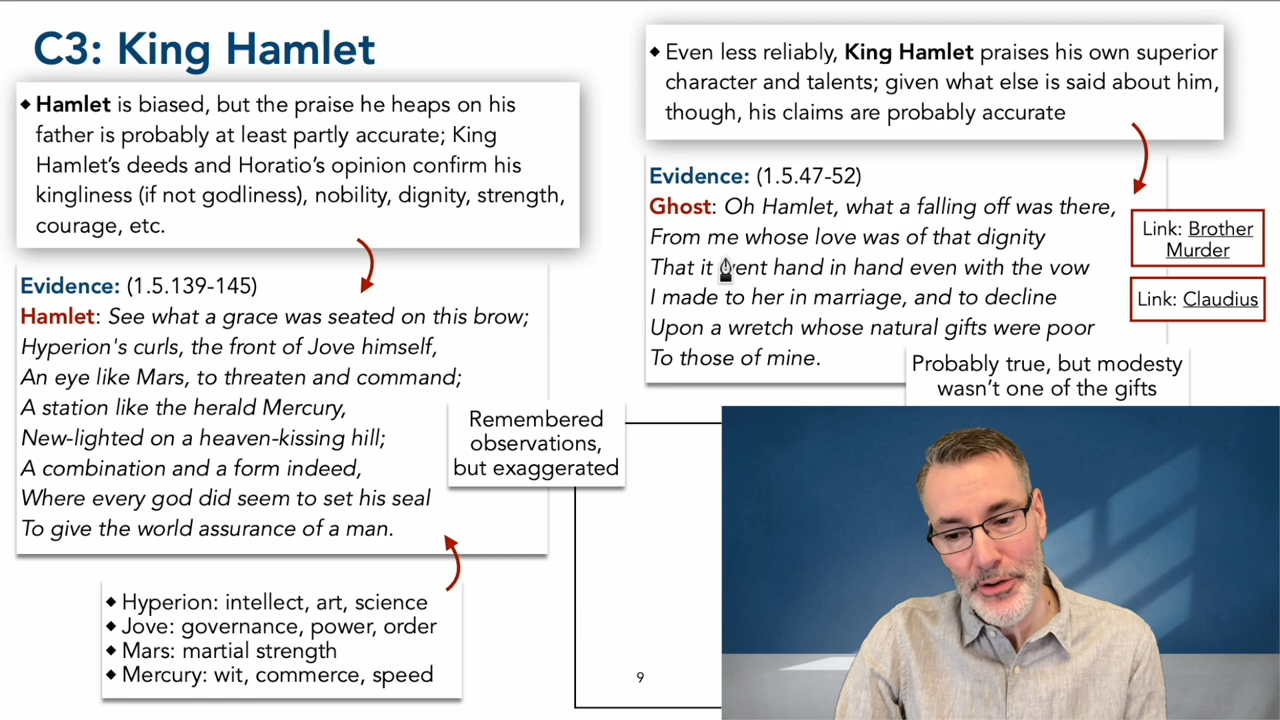 C3: King Hamlet
◆ Hamlet is biased, but the praise he heaps on his
father is probably at least partly accurate; King
Hamlet's deeds and Horatio's opinion confirm his
kingliness (if not godliness), nobility, dignity, strength,
courage, etc.
Evidence: (1.5.139-145)
Hamlet: See what a grace was seated on this brow;
Hyperion's curls, the front of Jove himself,
An eye like Mars, to threaten and command;
A station like the herald Mercury,
New-lighted on a heaven-kissing hill;
A combination and a form indeed,
Where every god did seem to set his seal
To give the world assurance of a man.
Remembered
observations,
but exaggerated
◆ Hyperion: intellect, art, science
◆ Jove: governance, power, order
◆ Mars: martial strength
◆ Mercury: wit, commerce, speed
◆ Even less reliably, King Hamlet praises his own superior
character and talents; given what else is said about him,
though, his claims are probably accurate
Evidence: (1.5.47-52)
Ghost: Oh Hamlet, what a falling off was there,
From me whose love was of that dignity
That it went hand in hand even with the vow
I made to her in marriage, and to decline
Upon a wretch whose natural gifts were poor
To those of mine.
Link: Brother
Murder
Link: Claudius
Probably true, but modesty
wasn't one of the gifts
9